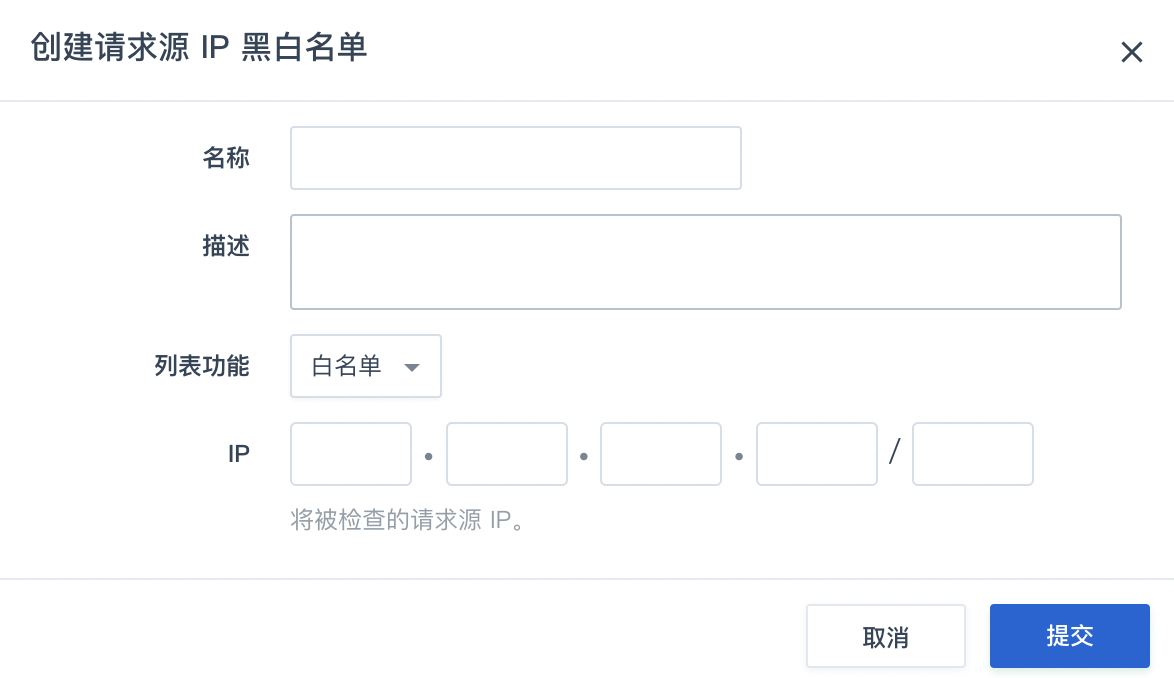 创建请求源 IP 黑白名单
名称
描述
列表功能 白名单
IP . . . /
将被检查的请求源 IP。
取消 提交